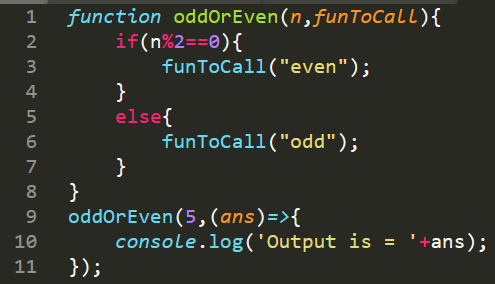 1 function oddOrEven(n,funToCall){
2     if(n%2==0){
3         funToCall("even");
4     }
5     else{
6         funToCall("odd");
7     }
8 }
9 oddOrEven(5,(ans)=>{
10     console.log('Output is = '+ans);
11 });